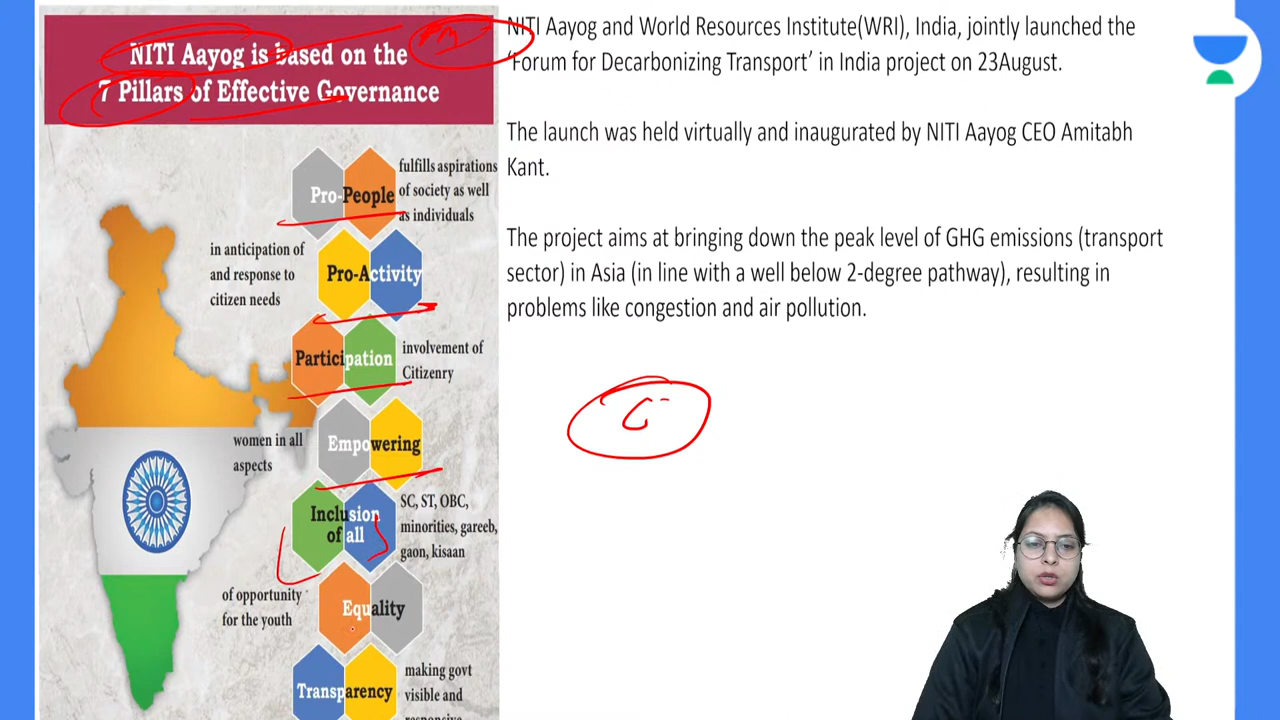 NITI Aayog is based on the
7 Pillars of Effective Governance
PM
Pro-People
fulfills aspirations
of society as well
as individuals
in anticipation of
and response to
citizen needs
Pro-Activity
Participation
involvement of
Citizenry
women in all
aspects
Empowering
Inclusion
of all
SC, ST, OBC,
minorities, gareeb,
gaon, kisaan
of opportunity
for the youth
Equality
Transparency
making govt
visible and
responsive
NITI Aayog and World Resources Institute(WRI), India, jointly launched the
‘Forum for Decarbonizing Transport’ in India project on 23August.
The launch was held virtually and inaugurated by NITI Aayog CEO Amitabh
Kant.
The project aims at bringing down the peak level of GHG emissions (transport
sector) in Asia (in line with a well below 2-degree pathway), resulting in
problems like congestion and air pollution.